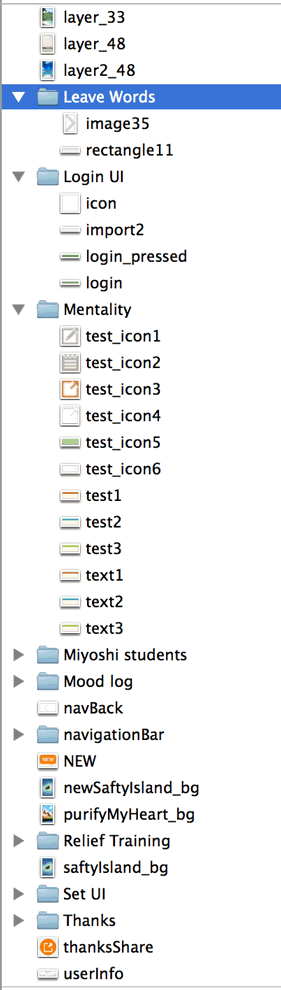 layer_33
layer_48
layer2_48
Leave Words
image35
rectangle11
Login UI
icon
import2
login_pressed
login
Mentality
test_icon1
test_icon2
test_icon3
test_icon4
test_icon5
test_icon6
test1
test2
test3
text1
text2
text3
Miyoshi students
Mood log
navBack
navigationBar
NEW
NEW
newSaftyIsland_bg
purifyMyHeart_bg
Relief Training
saftyIsland_bg
Set UI
Thanks
thanksShare
userInfo